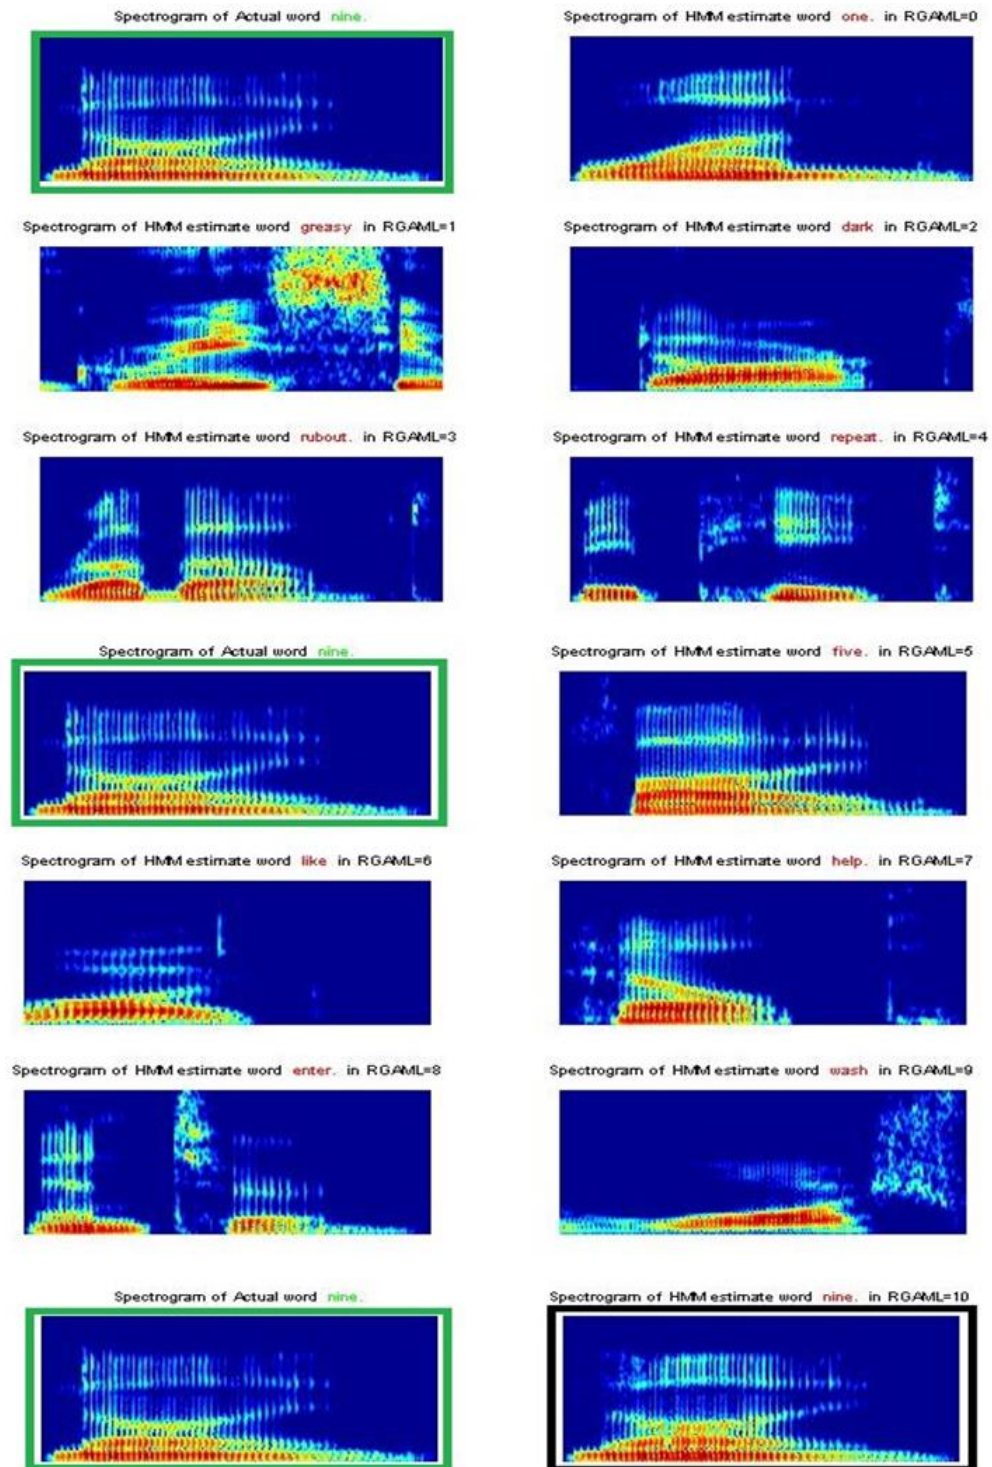 Spectrogram of Actual word nine.
Spectrogram of HMM estimate word one. in RGAML=0
Spectrogram of HMM estimate word greasy in RGAML=1
Spectrogram of HMM estimate word dark in RGAML=2
Spectrogram of HMM estimate word rubout. in RGAML=3
Spectrogram of HMM estimate word repeat. in RGAML=4
Spectrogram of Actual word nine.
Spectrogram of HMM estimate word five. in RGAML=5
Spectrogram of HMM estimate word like in RGAML=6
Spectrogram of HMM estimate word help. in RGAML=7
Spectrogram of HMM estimate word enter. in RGAML=8
Spectrogram of HMM estimate word wash in RGAML=9
Spectrogram of Actual word nine.
Spectrogram of HMM estimate word nine. in RGAML=10